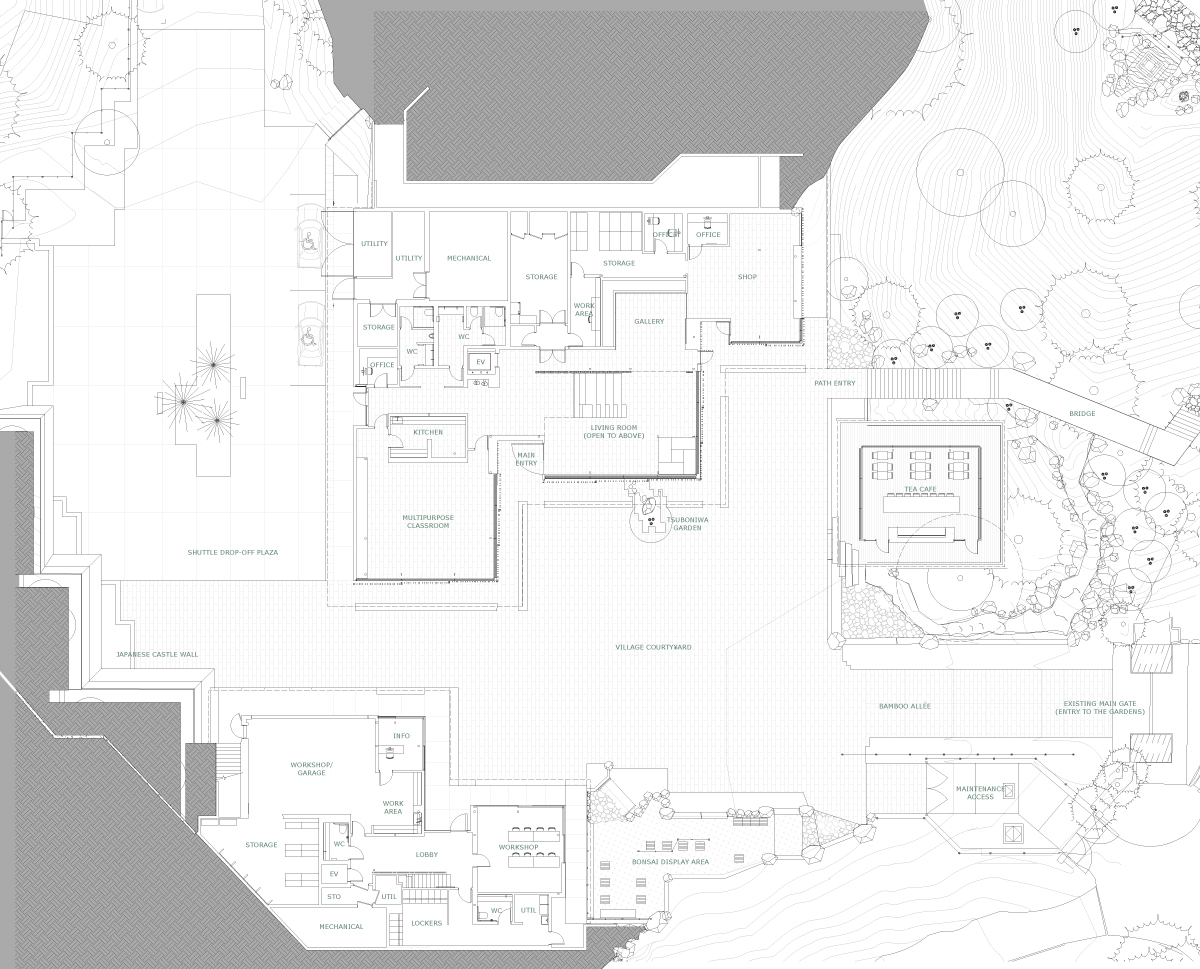 OFFICE
OFFICE
UTILITY
UTILITY
MECHANICAL
STORAGE
STORAGE
SHOP
WORK
AREA
GALLERY
STORAGE
WC
WC
OFFICE
EV
PATH ENTRY
BRIDGE
KITCHEN
LIVING ROOM
(OPEN TO ABOVE)
MAIN
ENTRY
TEA CAFE
MULTIPURPOSE
CLASSROOM
TSUBONIWA
GARDEN
SHUTTLE DROP-OFF PLAZA
JAPANESE CASTLE WALL
VILLAGE COURTYARD
BAMBOO ALLÉE
EXISTING MAIN GATE
(ENTRY TO THE GARDENS)
INFO
WORKSHOP/
GARAGE
WORK
AREA
MAINTENANCE
ACCESS
STORAGE
WC
LOBBY
WORKSHOP
BONSAI DISPLAY AREA
EV
STO
UTIL
WC
UTIL
MECHANICAL
LOCKERS